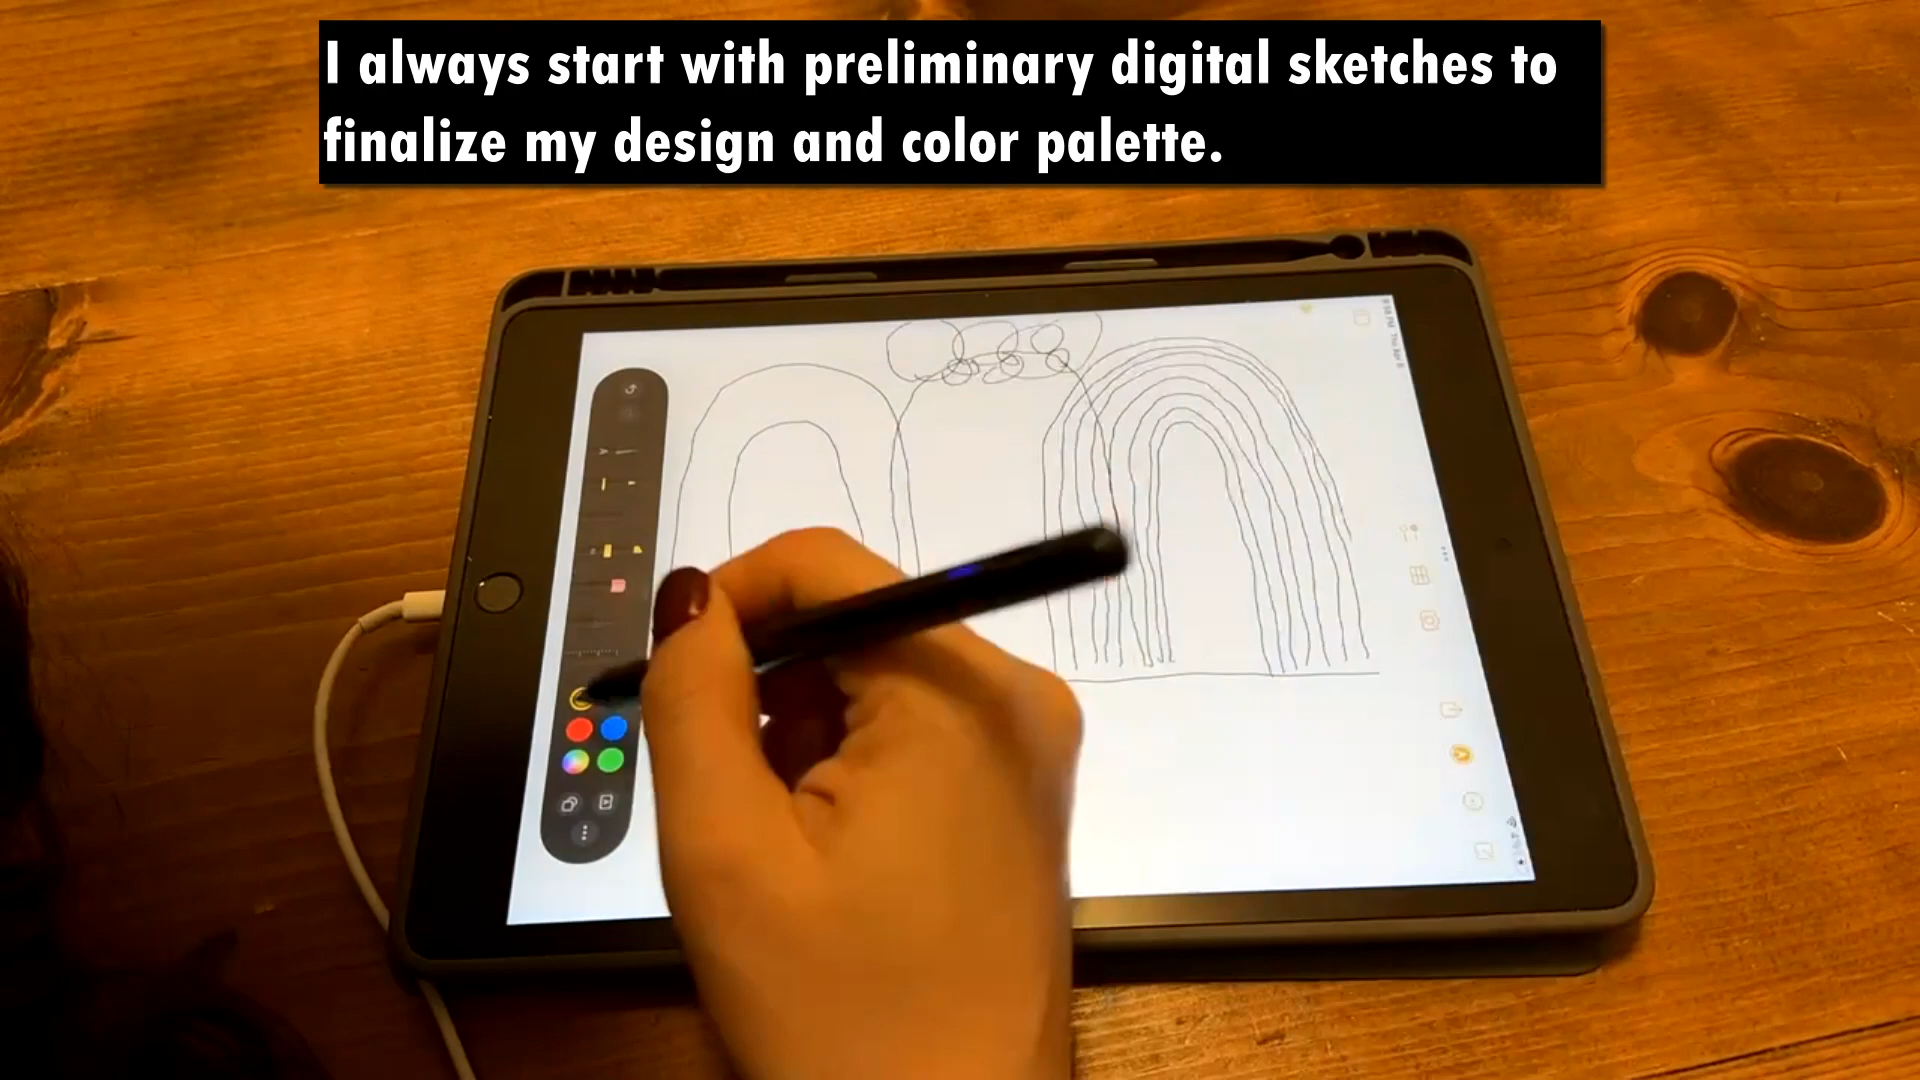 I always start with preliminary digital sketches to
finalize my design and color palette.